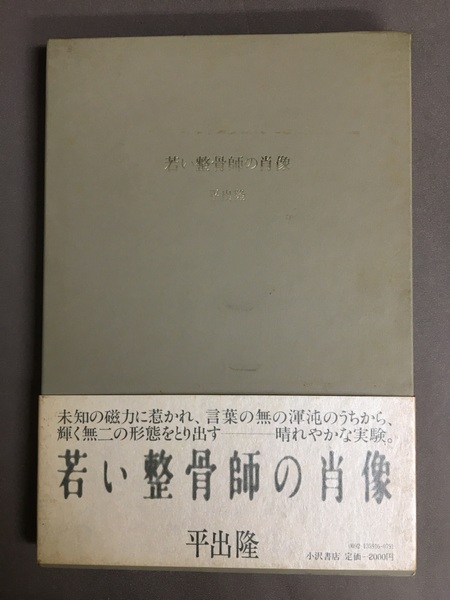 若い整骨師の肖像
平出隆
未知の磁力に惹かれ、言葉の無の渾沌のうちから、
輝く無二の形態をとり出す――晴れやかな実験。
若い整骨師の肖像
平出隆
小沢書店 定価=2000円